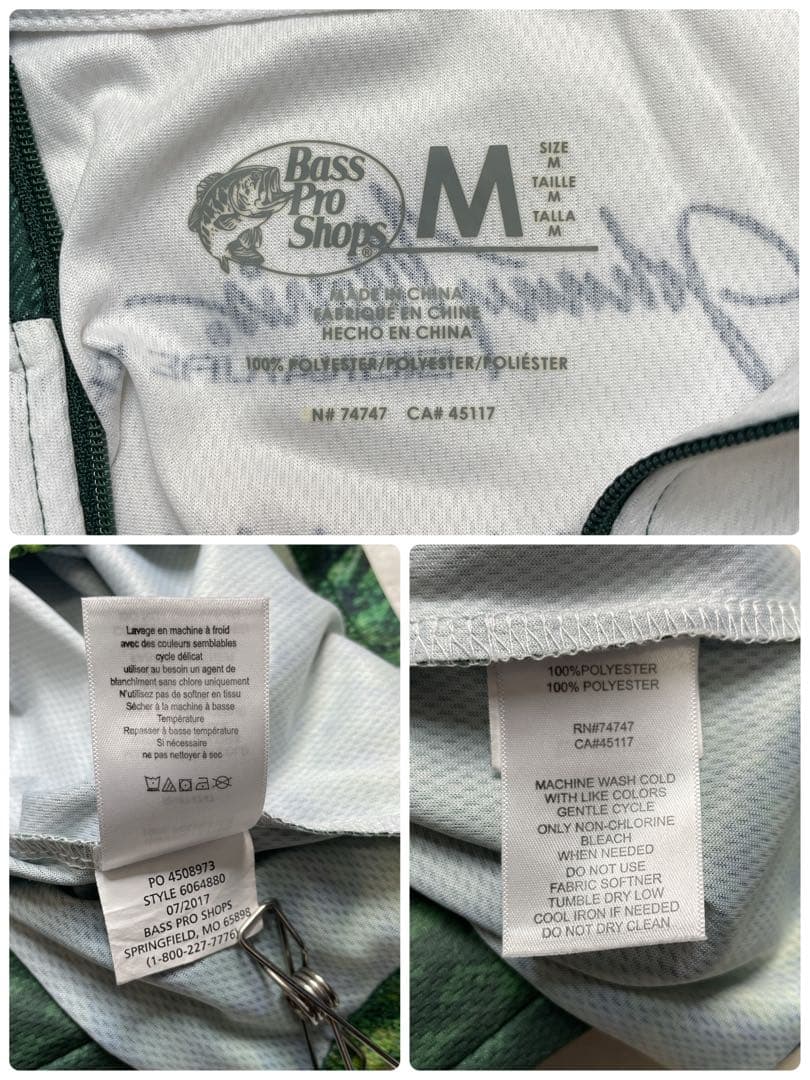 Bass
Pro
Shops®
M
SIZE
M
TAILLE
M
TALLA
M
MADE IN CHINA
FABRIQUE EN CHINE
HECHO EN CHINA
100% POLYESTER/POLYESTER/POLIÉSTER
RN# 74747 CA# 45117
Lavage en machine à froid
avec des couleurs semblables
cycle délicat
utiliser au besoin un agent de
blanchiment sans chlore uniquement
N'utilisez pas de softner en tissu
Sécher à la machine à basse
Température
Repasser à basse température
Si nécessaire
ne pas nettoyer à sec
PO 4508973
STYLE 6064880
07/2017
BASS PRO SHOPS
SPRINGFIELD, MO 65898
(1-800-227-7776)
100%POLYESTER
100% POLYESTER
RN#74747
CA#45117
MACHINE WASH COLD
WITH LIKE COLORS
GENTLE CYCLE
ONLY NON-CHLORINE
BLEACH
WHEN NEEDED
DO NOT USE
FABRIC SOFTNER
TUMBLE DRY LOW
COOL IRON IF NEEDED
DO NOT DRY CLEAN